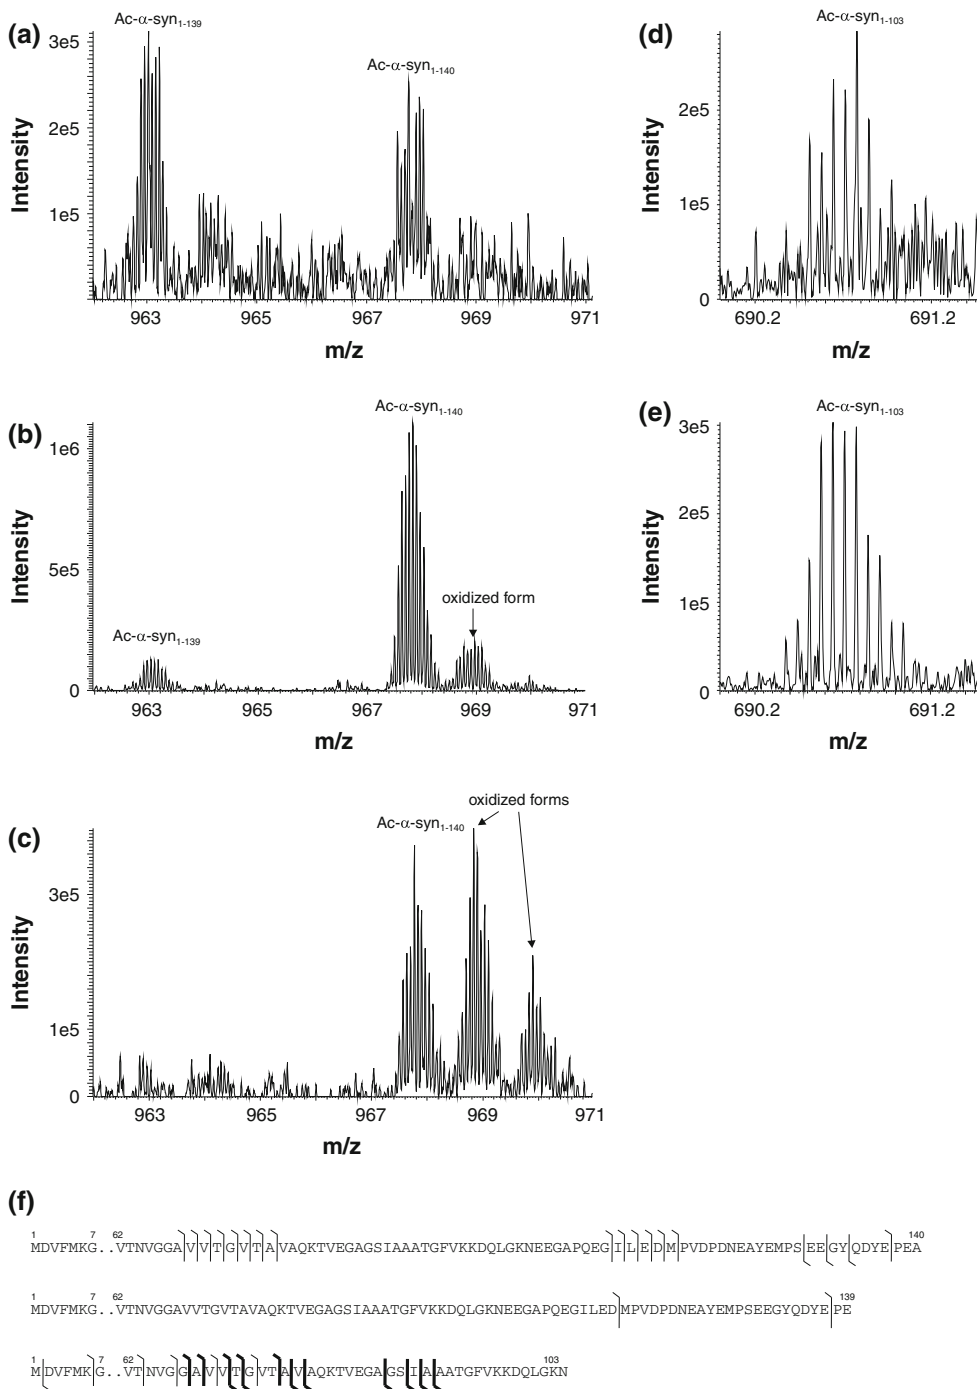 (a)
Ac-α-syn1-139
Ac-α-syn1-140
3e5
2e5
1e5
Intensity
963 965 967 969 971
m/z
(d)
Ac-α-syn1-103
2e5
1e5
0
Intensity
690.2 691.2
m/z
(b)
Ac-α-syn1-140
1e6
5e5
0
Intensity
oxidized form
Ac-α-syn1-139
963 965 967 969 971
m/z
(e)
Ac-α-syn1-103
3e5
2e5
1e5
0
Intensity
690.2 691.2
m/z
(c)
oxidized forms
Ac-α-syn1-140
3e5
1e5
0
Intensity
963 965 967 969 971
m/z
(f)
1 7 62 140
MDVFMKG..VTNVGGAVVTGVTAVAQKTVEGAGSIAAATGFVKKDQLGKNEEGAPQEGILEDMPVDPDNEAYEMPSEEGYQDYEPEA
1 7 62 139
MDVFMKG..VTNVGGAVVTGVTAVAQKTVEGAGSIAAATGFVKKDQLGKNEEGAPQEGILEDMPVDPDNEAYEMPSEEGYQDYEPE
1 7 62 103
MDVFMKG..VTNVGGAVVTGVTAVAQKTVEGAGSIAAATGFVKKDQLGKN